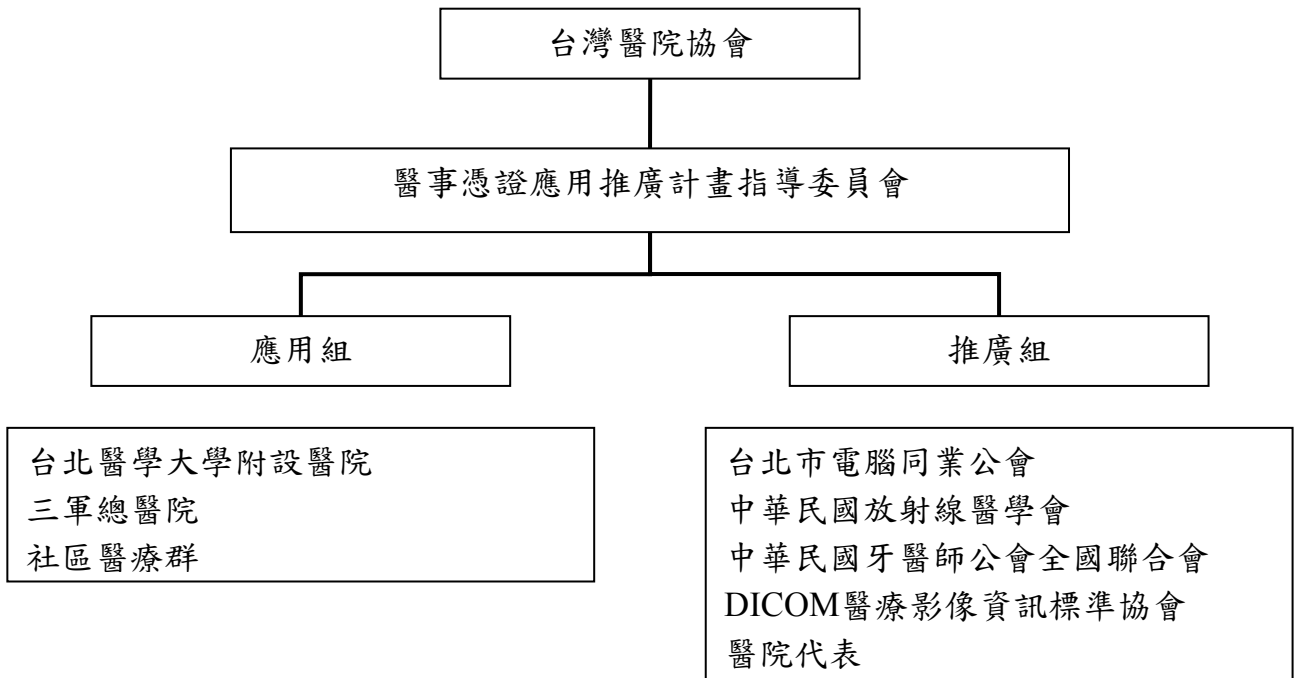 台灣醫院協會
醫事憑證應用推廣計畫指導委員會
應用組
推廣組
台北醫學大學附設醫院
三軍總醫院
社區醫療群
台北市電腦同業公會
中華民國放射線醫學會
中華民國牙醫師公會全國聯合會
DICOM醫療影像資訊標準協會
醫院代表